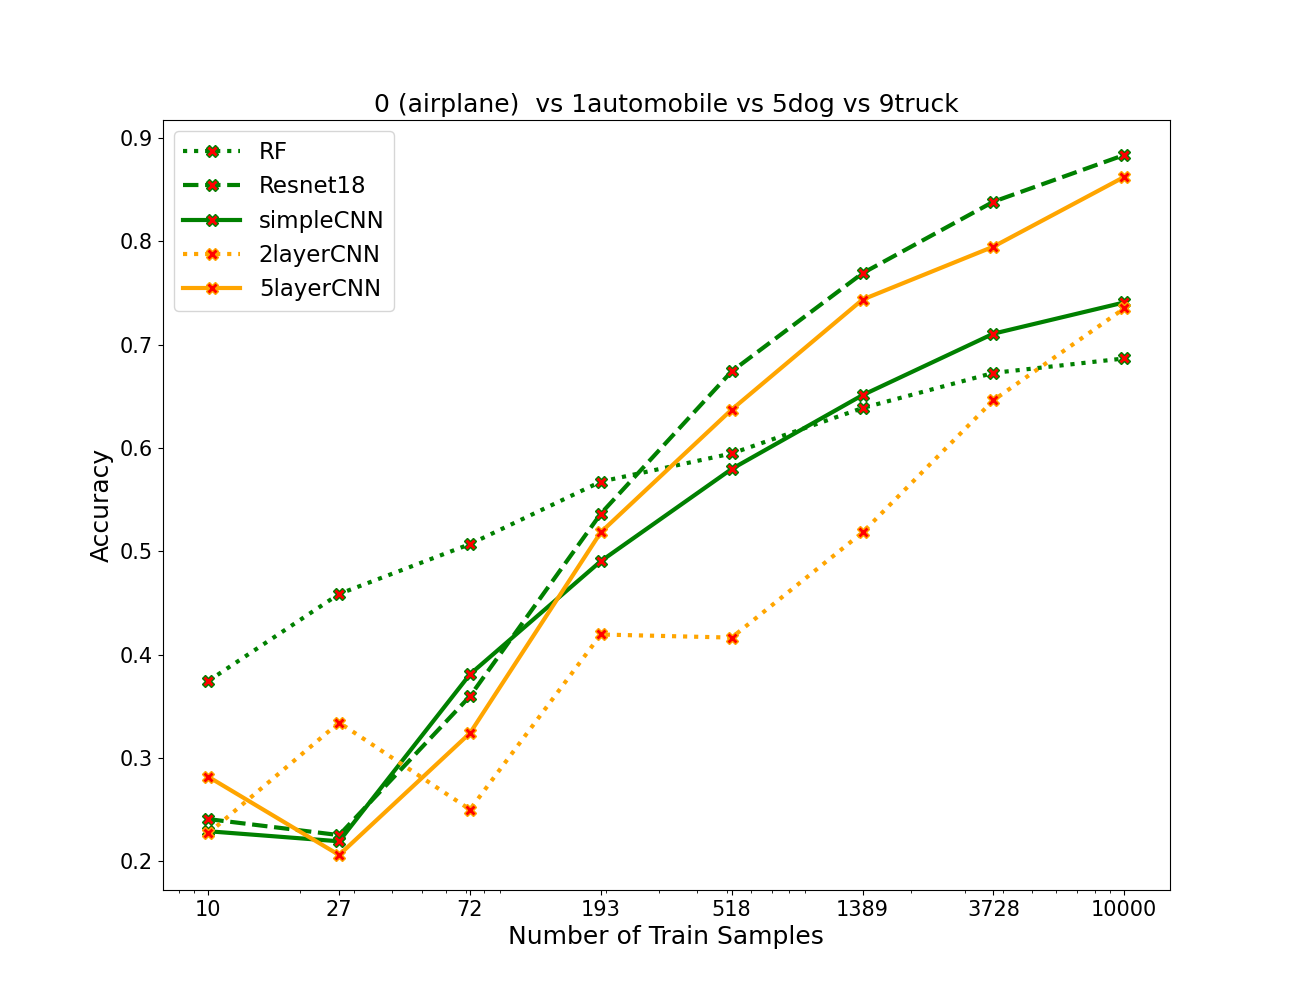 0 (airplane)  vs 1automobile vs 5dog vs 9truck
RF
Resnet18
simpleCNN
2layerCNN
5layerCNN
0.9
0.8
0.7
0.6
0.5
0.4
0.3
0.2
Accuracy
10 27 72 193 518 1389 3728 10000
Number of Train Samples